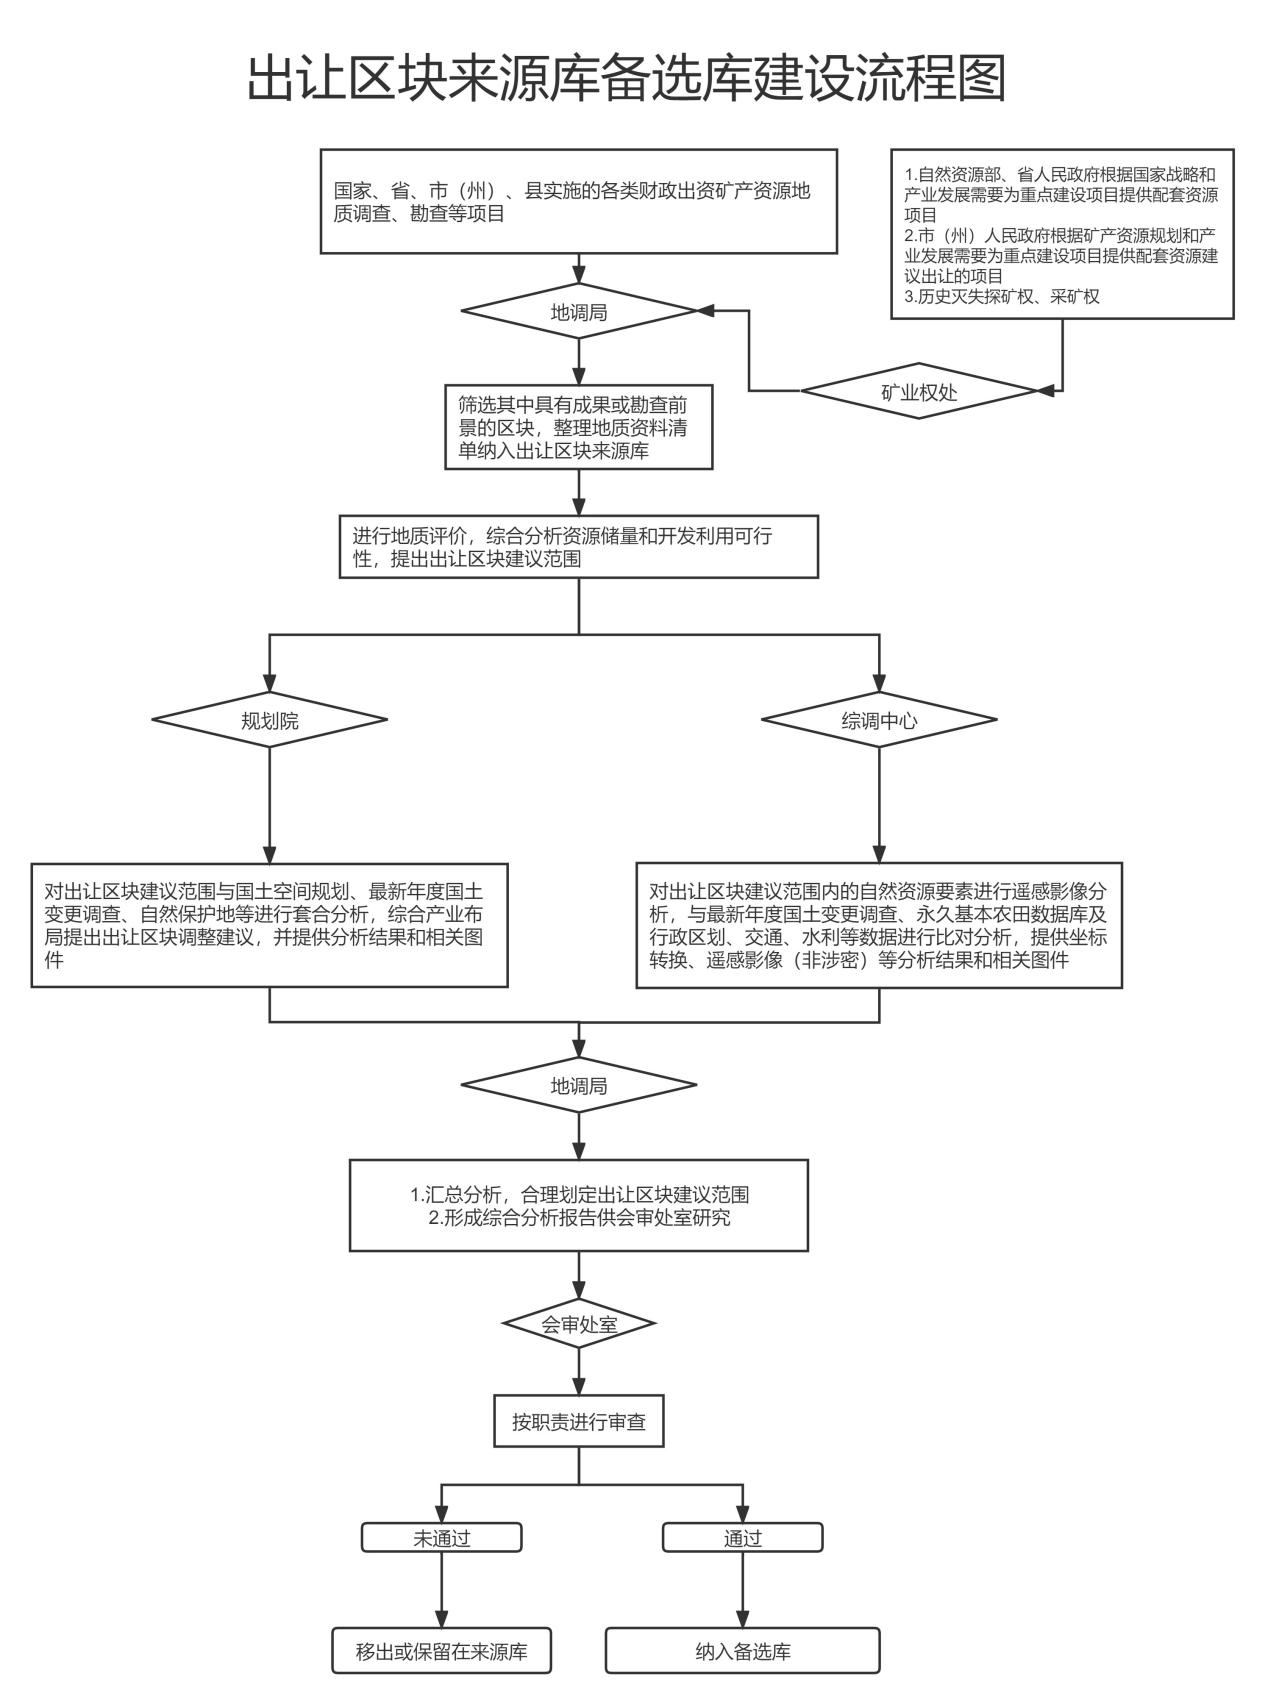 出让区块来源库备选库建设流程图
国家、省、市（州）、县实施的各类财政出资矿产资源地
质调查、勘查等项目
1.自然资源部、省人民政府根据国家战略和
产业发展需要为重点建设项目提供配套资源
项目
2.市（州）人民政府根据矿产资源规划和产
业发展需要为重点建设项目提供配套资源建
议出让的项目
3.历史灭失探矿权、采矿权
地调局
矿业权处
筛选其中具有成果或勘查前
景的区块，整理地质资料清
单纳入出让区块来源库
进行地质评价，综合分析资源储量和开发利用可行
性，提出出让区块建议范围
规划院
综调中心
对出让区块建议范围与国土空间规划、最新年度国土
变更调查、自然保护地等进行套合分析，综合产业布
局提出出让区块调整建议，并提供分析结果和相关图
件
对出让区块建议范围内的自然资源要素进行遥感影像分
析，与最新年度国土变更调查、永久基本农田数据库及
行政区划、交通、水利等数据进行比对分析，提供坐标
转换、遥感影像（非涉密）等分析结果和相关图件
地调局
1.汇总分析，合理划定出让区块建议范围
2.形成综合分析报告供会审处室研究
会审处室
按职责进行审查
未通过
通过
移出或保留在来源库
纳入备选库